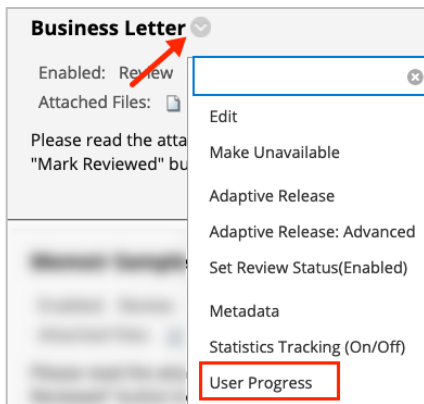 Business Letter
Enabled: Review
Attached Files:
Please read the atta
"Mark Reviewed" bu
Edit
Make Unavailable
Adaptive Release
Adaptive Release: Advanced
Set Review Status(Enabled)
Metadata
Statistics Tracking (On/Off)
User Progress